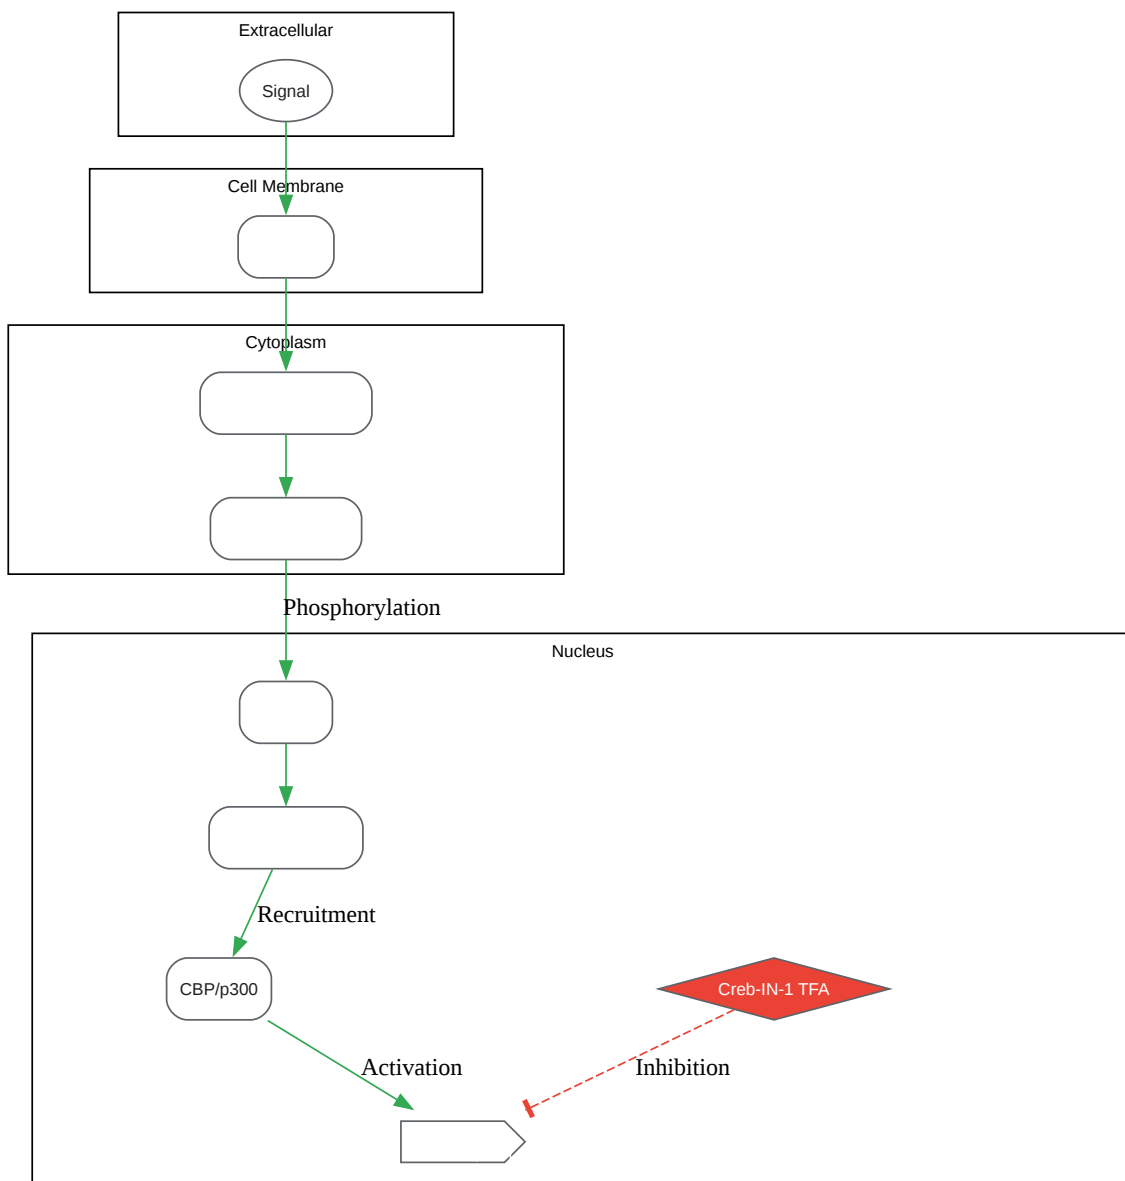 Extracellular
Signal
Cell Membrane
Cytoplasm
Phosphorylation
Nucleus
Recruitment
CBP/p300
Creb-IN-1 TFA
Activation
Inhibition